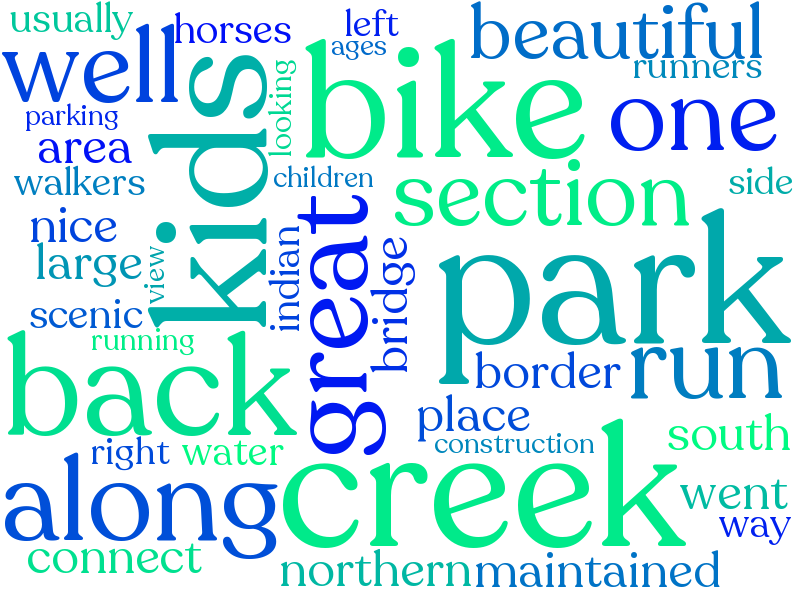 usually
horses
left
ages
beautiful
runners
well
parking
area
walkers
kids
looking
bike
one
children
section
side
nice
large
view
scenic
indian
great
bridge
park
running
back
border
run
place
construction
south
right
water
along
creek
went
way
connect
northern
maintained